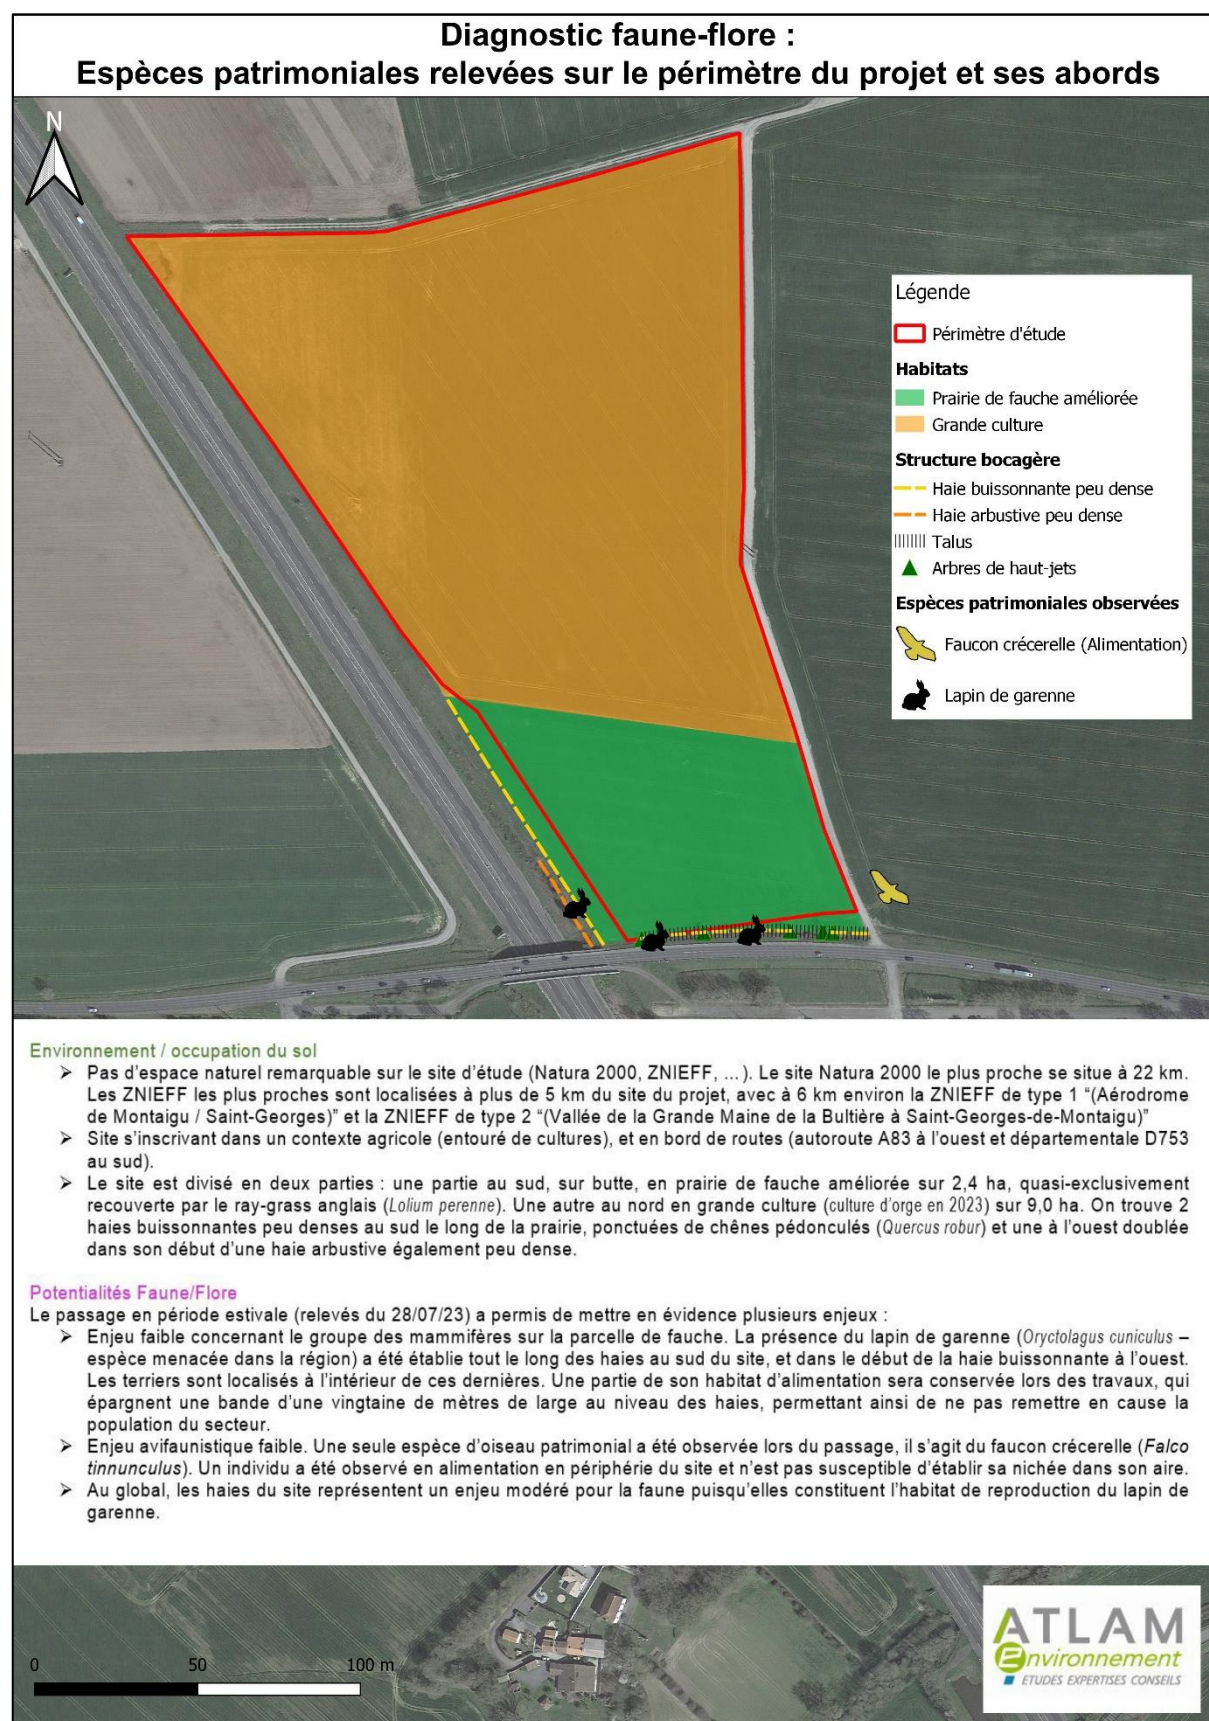 Diagnostic faune-flore :
Espèces patrimoniales relevées sur le périmètre du projet et ses abords
N
Légende
Périmètre d'étude
Habitats
Prairie de fauche améliorée
Grande culture
Structure bocagère
Haie buissonnante peu dense
Haie arbustive peu dense
Talus
Arbres de haut-jets
Espèces patrimoniales observées
Faucon crécerelle (Alimentation)
Lapin de garenne
Environnement / occupation du sol
➢ Pas d'espace naturel remarquable sur le site d'étude (Natura 2000, ZNIEFF, …). Le site Natura 2000 le plus proche se situe à 22 km.
Les ZNIEFF les plus proches sont localisées à plus de 5 km du site du projet, avec à 6 km environ la ZNIEFF de type 1 “(Aérodrome
de Montaigu / Saint-Georges)” et la ZNIEFF de type 2 “(Vallée de la Grande Maine de la Bultière à Saint-Georges-de-Montaigu)”
➢ Site s'inscrivant dans un contexte agricole (entouré de cultures), et en bord de routes (autoroute A83 à l'ouest et départementale D753
au sud).
➢ Le site est divisé en deux parties : une partie au sud, sur butte, en prairie de fauche améliorée sur 2,4 ha, quasi-exclusivement
recouverte par le ray-grass anglais (Lolium perenne). Une autre au nord en grande culture (culture d'orge en 2023) sur 9,0 ha. On trouve 2
haies buissonnantes peu denses au sud le long de la prairie, ponctuées de chênes pédonculés (Quercus robur) et une à l'ouest doublée
dans son début d'une haie arbustive également peu dense.
Potentialités Faune/Flore
Le passage en période estivale (relevés du 28/07/23) a permis de mettre en évidence plusieurs enjeux :
➢ Enjeu faible concernant le groupe des mammifères sur la parcelle de fauche. La présence du lapin de garenne (Oryctolagus cuniculus –
espèce menacée dans la région) a été établie tout le long des haies au sud du site, et dans le début de la haie buissonnante à l'ouest.
Les terriers sont localisés à l'intérieur de ces dernières. Une partie de son habitat d'alimentation sera conservée lors des travaux, qui
épargnent une bande d'une vingtaine de mètres de large au niveau des haies, permettant ainsi de ne pas remettre en cause la
population du secteur.
➢ Enjeu avifaunistique faible. Une seule espèce d'oiseau patrimonial a été observée lors du passage, il s'agit du faucon crécerelle (Falco
tinnunculus). Un individu a été observé en alimentation en périphérie du site et n'est pas susceptible d'établir sa nichée dans son aire.
➢ Au global, les haies du site représentent un enjeu modéré pour la faune puisqu'elles constituent l'habitat de reproduction du lapin de
garenne.
0 50 100 m
ATLAM
Environnement
ETUDES EXPERTISES CONSEILS